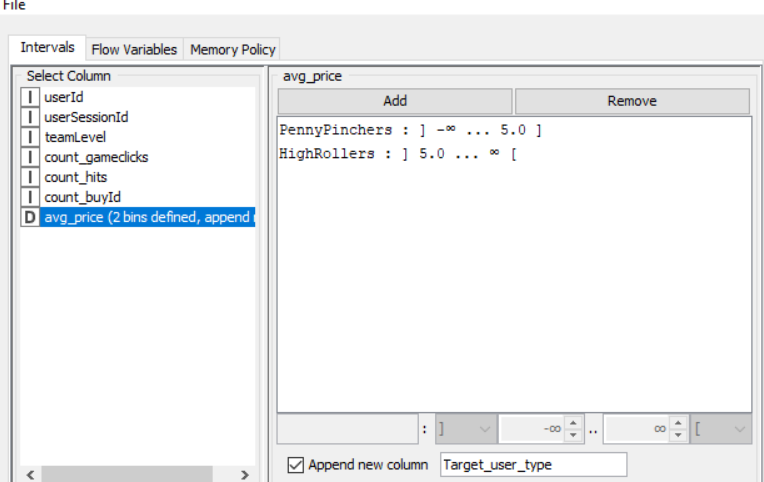 File
Intervals Flow Variables Memory Policy
Select Column
I userId
I userSessionId
I teamLevel
I count_gameclicks
I count_hits
I count_buyId
D avg_price (2 bins defined, append
avg_price
Add Remove
PennyPinchers : ] -∞ ... 5.0 ]
HighRollers : ] 5.0 ... ∞ [
: ] -∞ .. ∞ [
Append new column Target_user_type